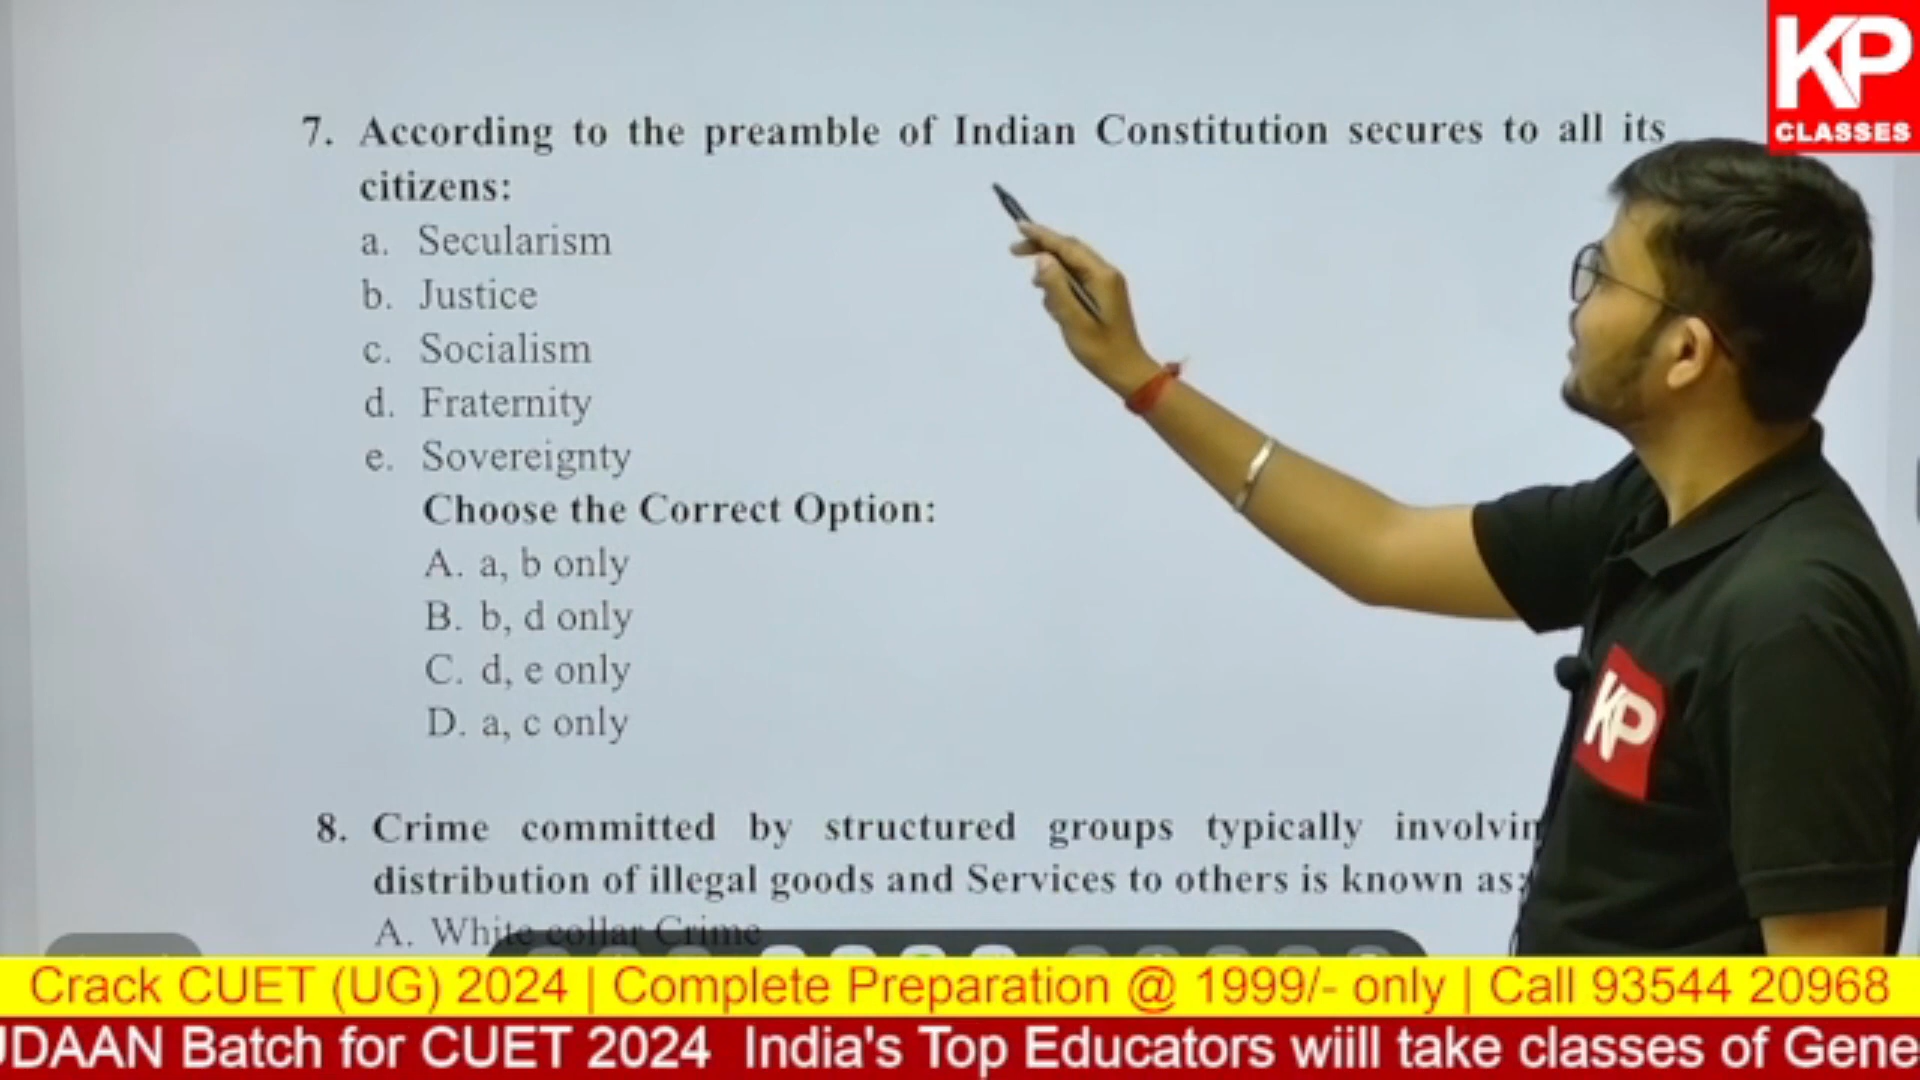 KP
CLASSES
7. According to the preamble of Indian Constitution secures to all its
citizens:
a. Secularism
b. Justice
c. Socialism
d. Fraternity
e. Sovereignty
Choose the Correct Option:
A. a, b only
B. b, d only
C. d, e only
D. a, c only
KP
8. Crime committed by structured groups typically
distribution of illegal goods and Services to others is known as:
A. White collar Crime
Crack CUET (UG) 2024 | Complete Preparation @ 1999/- only | Call 93544 20968
Batch for CUET 2024 India's Top Educators wiill take classes of